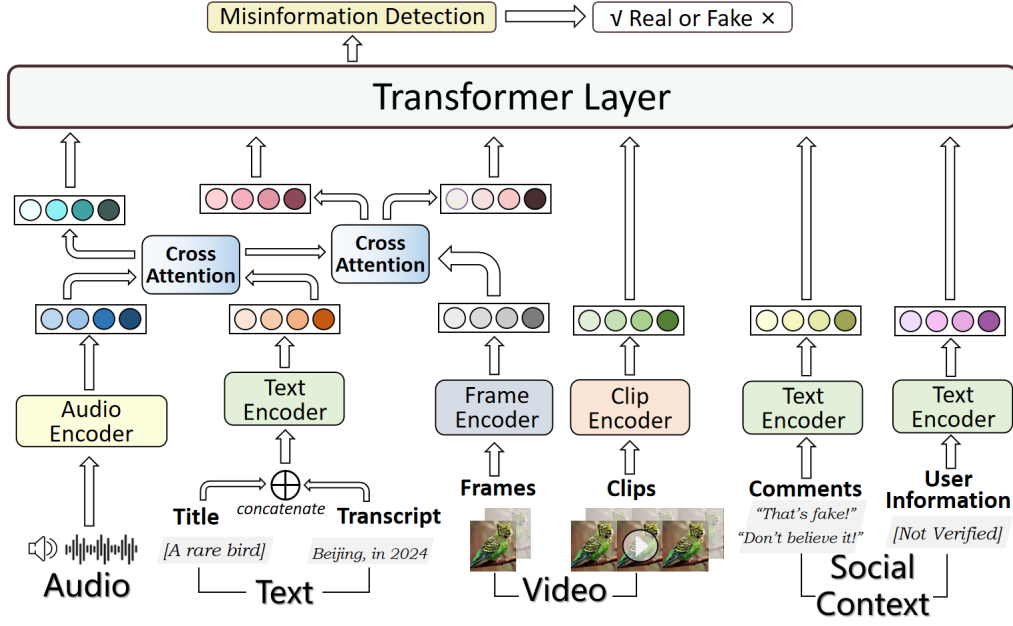 Misinformation Detection
√ Real or Fake ×
Transformer Layer
Cross
Attention
Cross
Attention
Audio
Encoder
Text
Encoder
Frame
Encoder
Clip
Encoder
Text
Encoder
Text
Encoder
Title
concatenate
Transcript
Frames
Clips
Comments
User
Information
[A rare bird]
Beijing, in 2024
“That's fake!”
“Don't believe it!”
[Not Verified]
Audio
Text
Video
Social
Context